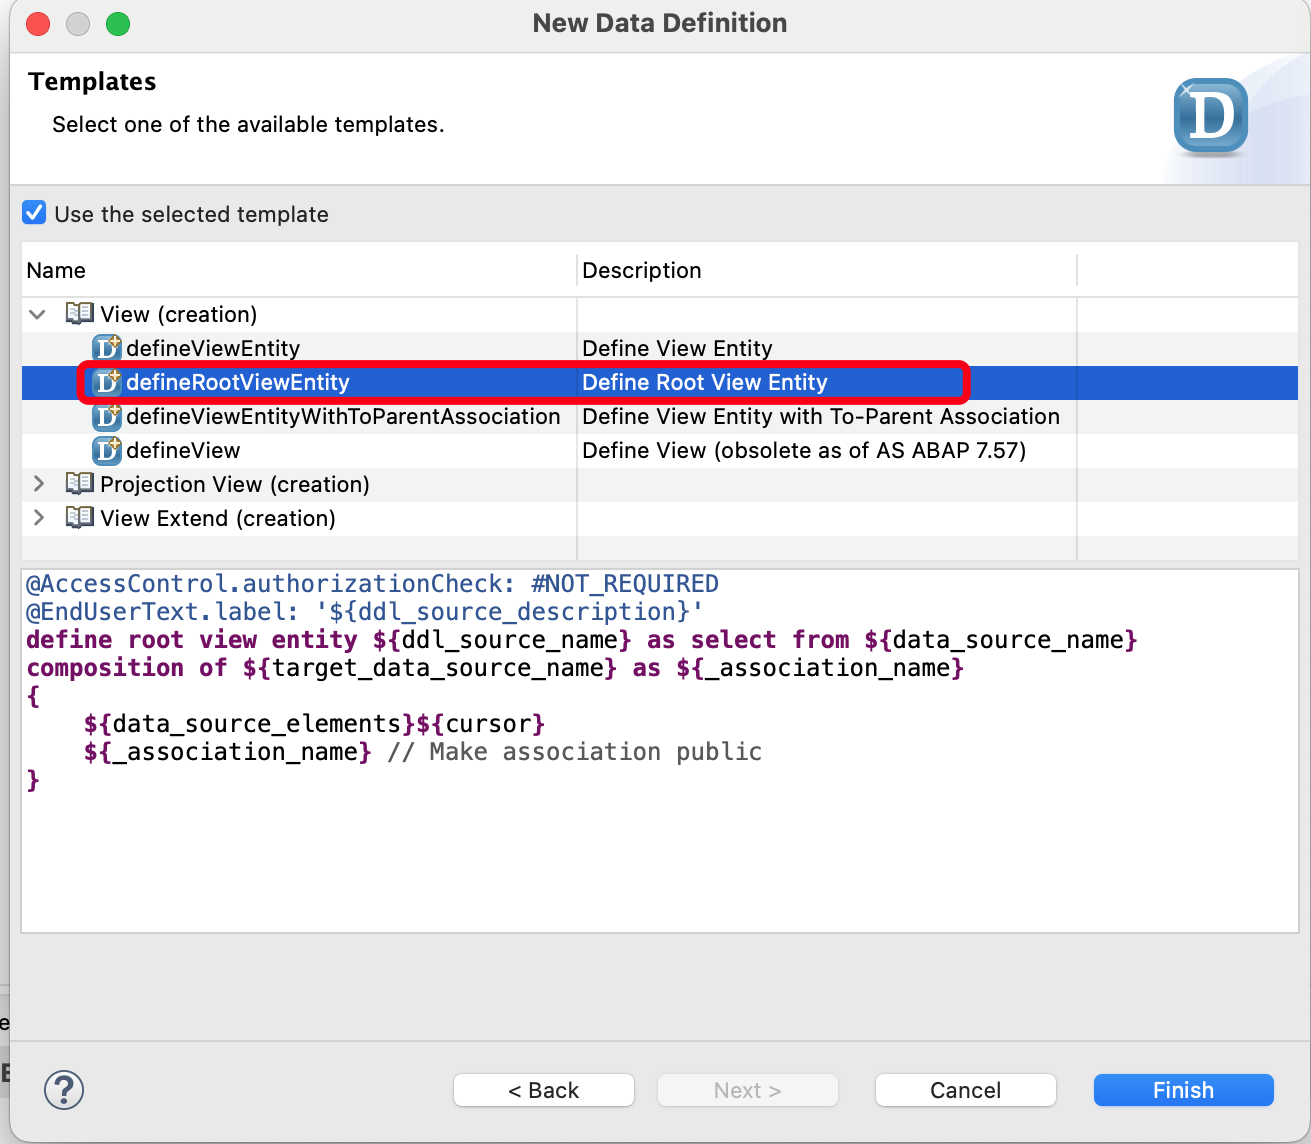 New Data Definition
Templates
Select one of the available templates.
D
Use the selected template
Name Description
View (creation)
D defineViewEntity Define View Entity
D defineRootViewEntity Define Root View Entity
D defineViewEntityWithToParentAssociation Define View Entity with To-Parent Association
D defineView Define View (obsolete as of AS ABAP 7.57)
Projection View (creation)
View Extend (creation)
@AccessControl.authorizationCheck: #NOT_REQUIRED
@EndUserText.label: '${ddl_source_description}'
define root view entity ${ddl_source_name} as select from ${data_source_name}
composition of ${target_data_source_name} as ${_association_name}
{
    ${data_source_elements}${cursor}
    ${_association_name} // Make association public
}
? < Back Next > Cancel Finish